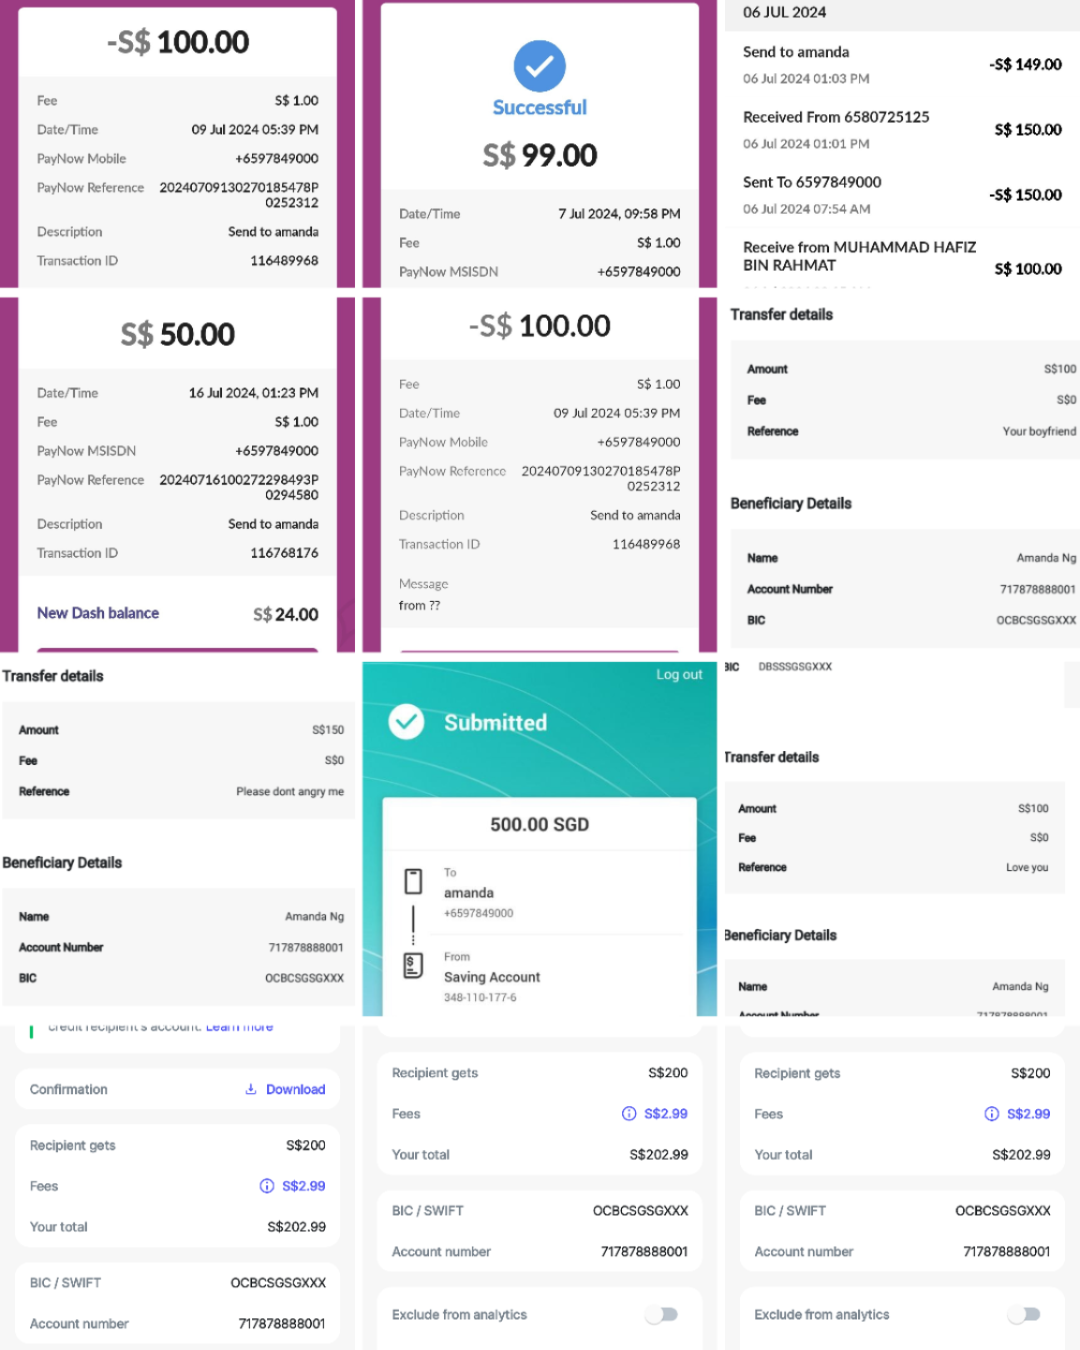 -S$ 100.00
Fee S$ 1.00
Date/Time 09 Jul 2024 05:39 PM
PayNow Mobile +6597849000
PayNow Reference 20240709130270185478P
0252312
Description Send to amanda
Transaction ID 116489968
Successful
S$ 99.00
Date/Time 7 Jul 2024, 09:58 PM
Fee S$ 1.00
PayNow MSISDN +6597849000
06 JUL 2024
Send to amanda
06 Jul 2024 01:03 PM -S$ 149.00
Received From 6580725125
06 Jul 2024 01:01 PM S$ 150.00
Sent To 6597849000
06 Jul 2024 07:54 AM -S$ 150.00
Receive from MUHAMMAD HAFIZ
BIN RAHMAT S$ 100.00
S$ 50.00
Date/Time 16 Jul 2024, 01:23 PM
Fee S$ 1.00
PayNow MSISDN +6597849000
PayNow Reference 20240716100272298493P
0294580
Description Send to amanda
Transaction ID 116768176
New Dash balance S$ 24.00
-S$ 100.00
Fee S$ 1.00
Date/Time 09 Jul 2024 05:39 PM
PayNow Mobile +6597849000
PayNow Reference 20240709130270185478P
0252312
Description Send to amanda
Transaction ID 116489968
Message
from ??
Transfer details
Amount S$100
Fee S$0
Reference Your boyfriend
Beneficiary Details
Name Amanda Ng
Account Number 717878888001
BIC OCBCSGSGXXX
Transfer details
Amount S$150
Fee S$0
Reference Please dont angry me
Beneficiary Details
Name Amanda Ng
Account Number 717878888001
BIC OCBCSGSGXXX
Log out
Submitted
500.00 SGD
To
amanda
+6597849000
From
Saving Account
348-110-177-6
BIC DBSSSGSGXXX
Transfer details
Amount S$100
Fee S$0
Reference Love you
Beneficiary Details
Name Amanda Ng
Account Number 717878888001
credit recipient's account. Learn more
Confirmation Download
Recipient gets S$200
Fees S$2.99
Your total S$202.99
BIC / SWIFT OCBCSGSGXXX
Account number 717878888001
Recipient gets S$200
Fees S$2.99
Your total S$202.99
BIC / SWIFT OCBCSGSGXXX
Account number 717878888001
Exclude from analytics
Recipient gets S$200
Fees S$2.99
Your total S$202.99
BIC / SWIFT OCBCSGSGXXX
Account number 717878888001
Exclude from analytics